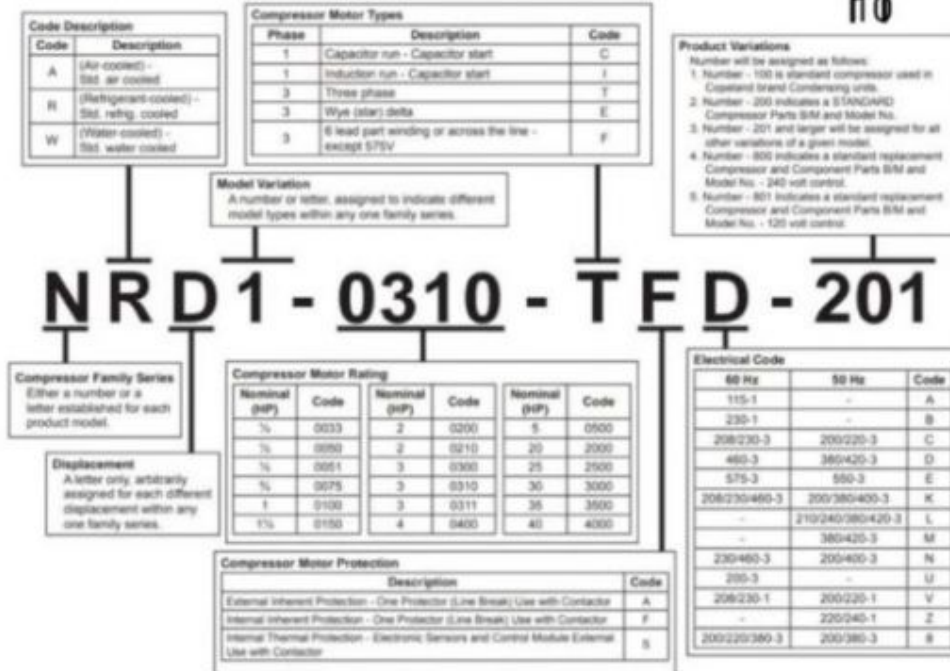 Code Description
Code Description
A (Air-cooled) -
Std. air cooled
R (Refrigerant-cooled) -
Std. refrig. cooled
W (Water-cooled) -
Std. water cooled
Compressor Motor Types
Phase Description Code
1 Capacitor run - Capacitor start C
1 Induction run - Capacitor start I
3 Three phase T
3 Wye (star) delta E
3 6 lead part winding or across the line - F
except 575V
Product Variations
Number will be assigned as follows:
1. Number - 100 is standard compressor used in
Copeland brand Condensing units.
2. Number - 200 indicates a STANDARD
Compressor Parts B/M and Model No.
3. Number - 201 and larger will be assigned for all
other variations of a given model.
4. Number - 800 indicates a standard replacement
Compressor and Component Parts B/M and
Model No. - 240 volt control.
5. Number - 801 indicates a standard replacement
Compressor and Component Parts B/M and
Model No. - 120 volt control.
Model Variation
A number or letter, assigned to indicate different
model types within any one family series.
NRD1 - 0310 - TFD - 201
Compressor Family Series
Either a number or a
letter established for each
product model.
Displacement
A letter only, arbitrarily
assigned for each different
displacement within any
one family series.
Compressor Motor Rating
Nominal (HP) Code Nominal (HP) Code Nominal (HP) Code
0033 2 0200 5 0500
0050 2 0210 20 2000
0051 3 0300 25 2500
0075 3 0310 30 3000
1 0100 3 0311 35 3500
1½ 0150 4 0400 40 4000
Compressor Motor Protection
Description Code
External Inherent Protection - One Protector (Line Break) Use with Contactor A
Internal Inherent Protection - One Protector (Line Break) Use with Contactor F
Internal Thermal Protection - Electronic Sensors and Control Module External S
Use with Contactor
Electrical Code
60 Hz 50 Hz Code
115-1 - A
230-1 - B
208/230-3 200/220-3 C
460-3 380/420-3 D
575-3 550-3 E
208/230/460-3 200/380/400-3 K
- 210/240/380/420-3 L
- 380/420-3 M
230/460-3 200/400-3 N
200-3 - U
208/230-1 200/220-1 V
- 220/240-1 Z
200/220/380-3 200/380-3 8